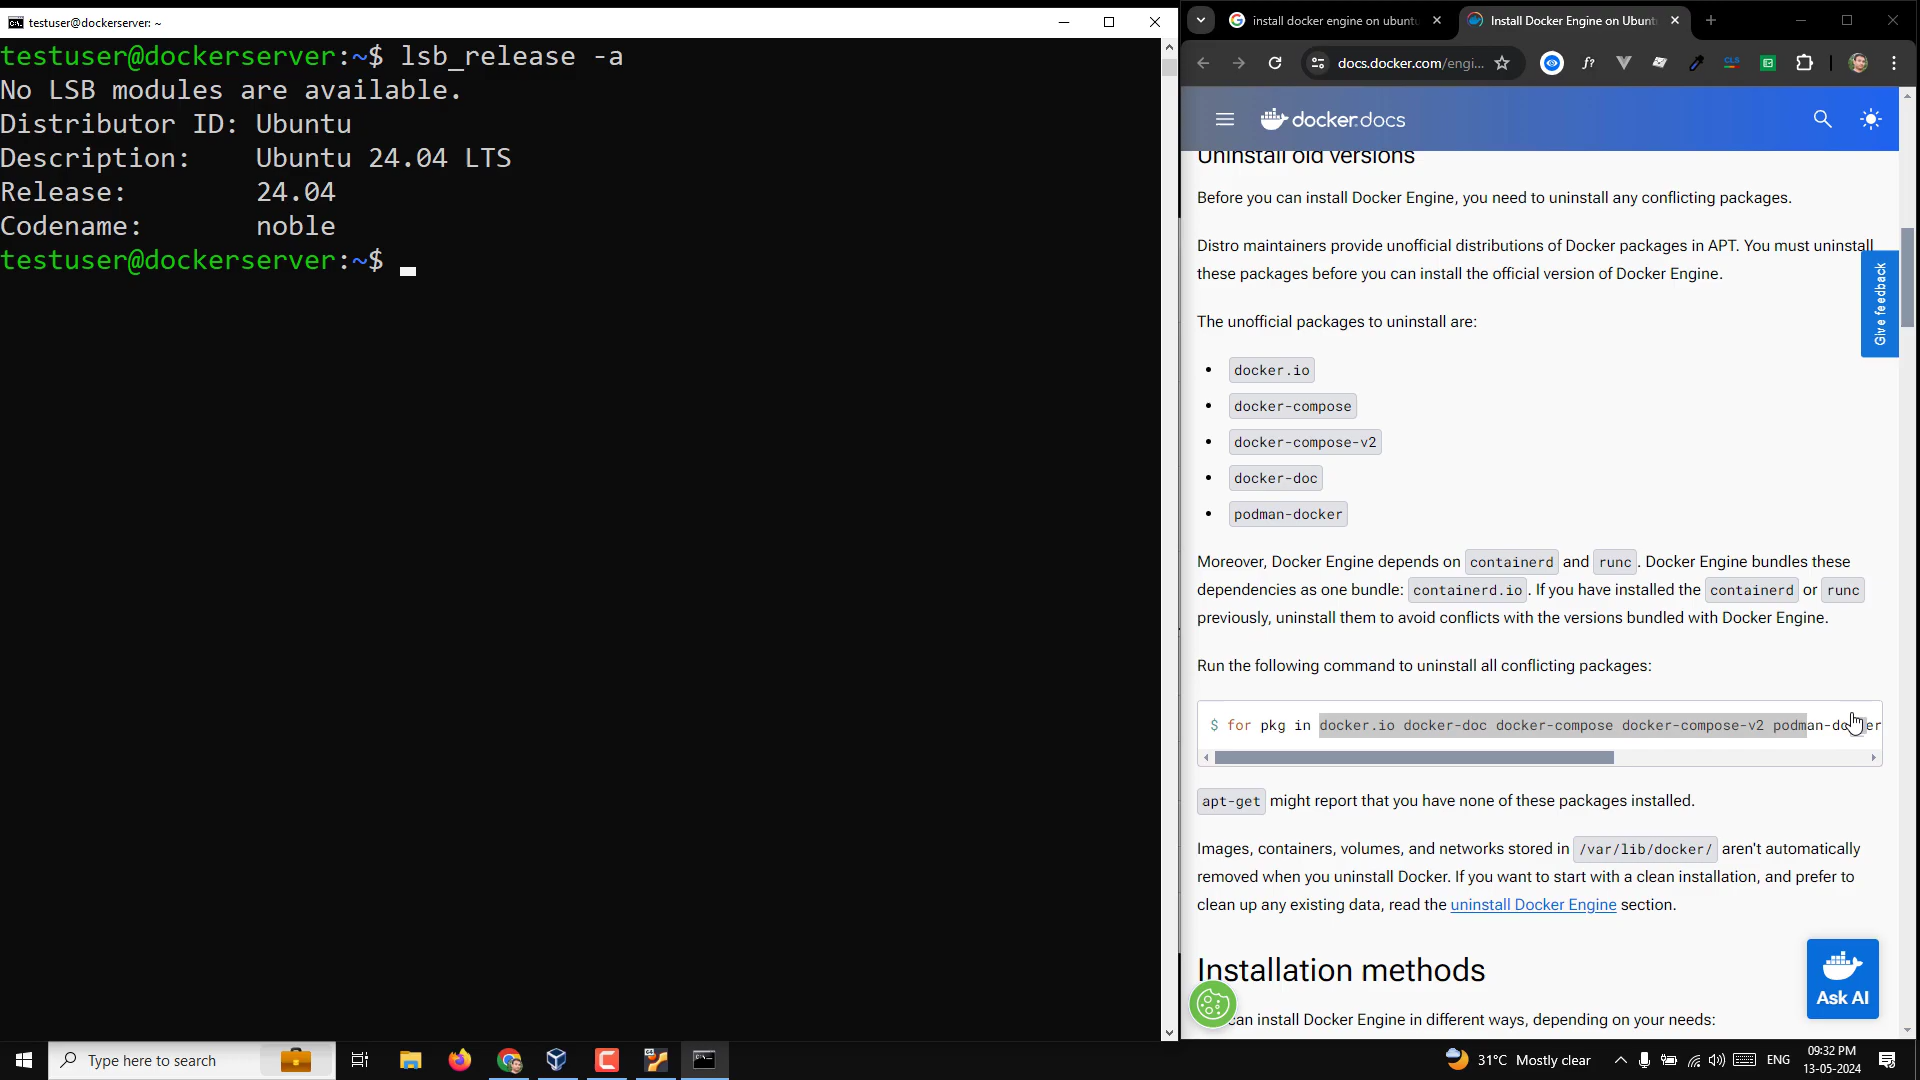 testuser@dockerserver: ~
testuser@dockerserver:~$ lsb_release -a
No LSB modules are available.
Distributor ID: Ubuntu
Description:    Ubuntu 24.04 LTS
Release:        24.04
Codename:       noble
testuser@dockerserver:~$
install docker engine on ubuntu
Install Docker Engine on Ubunt
docs.docker.com/engi...
docker.docs
Uninstall old versions
Before you can install Docker Engine, you need to uninstall any conflicting packages.
Distro maintainers provide unofficial distributions of Docker packages in APT. You must uninstall
these packages before you can install the official version of Docker Engine.
Give feedback
The unofficial packages to uninstall are:
• docker.io
• docker-compose
• docker-compose-v2
• docker-doc
• podman-docker
Moreover, Docker Engine depends on containerd and runc. Docker Engine bundles these
dependencies as one bundle: containerd.io. If you have installed the containerd or runc
previously, uninstall them to avoid conflicts with the versions bundled with Docker Engine.
Run the following command to uninstall all conflicting packages:
$ for pkg in docker.io docker-doc docker-compose docker-compose-v2 podman-docker
apt-get might report that you have none of these packages installed.
Images, containers, volumes, and networks stored in /var/lib/docker/ aren't automatically
removed when you uninstall Docker. If you want to start with a clean installation, and prefer to
clean up any existing data, read the uninstall Docker Engine section.
Installation methods
Ask AI
can install Docker Engine in different ways, depending on your needs:
Type here to search
31°C Mostly clear
ENG
09:32 PM
13-05-2024